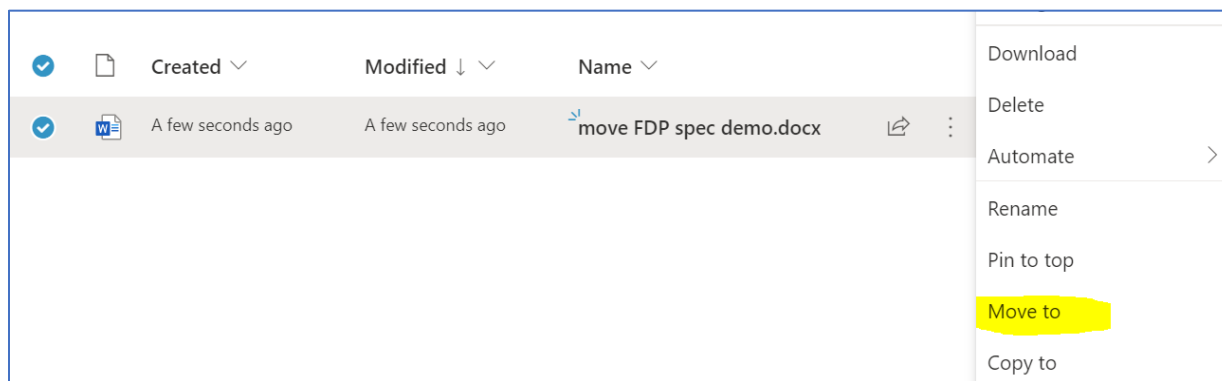 Created Modified Name
A few seconds ago A few seconds ago move FDP spec demo.docx
Download
Delete
Automate
Rename
Pin to top
Move to
Copy to